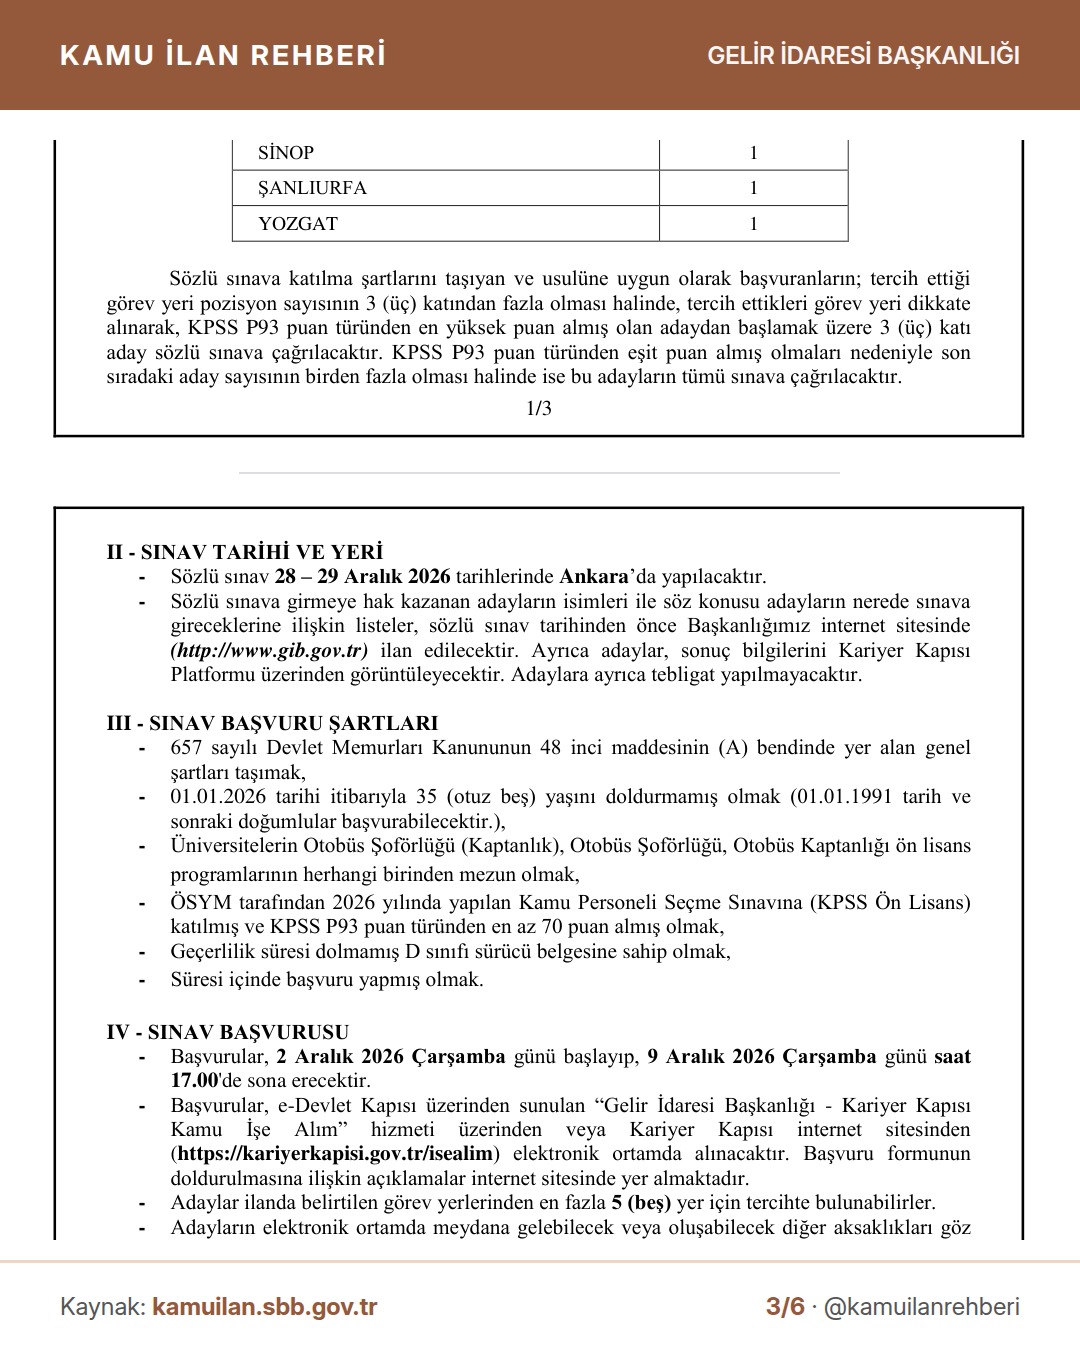 KAMU İLAN REHBERİ
GELİR İDARESİ BAŞKANLIĞI
SİNOP 1
ŞANLIURFA 1
YOZGAT 1
Sözlü sınava katılma şartlarını taşıyan ve usulüne uygun olarak başvuranların; tercih ettiği
görev yeri pozisyon sayısının 3 (üç) katından fazla olması halinde, tercih ettikleri görev yeri dikkate
alınarak, KPSS P93 puan türünden en yüksek puan almış olan adaydan başlamak üzere 3 (üç) katı
aday sözlü sınava çağrılacaktır. KPSS P93 puan türünden eşit puan almış olmaları nedeniyle son
sıradaki aday sayısının birden fazla olması halinde ise bu adayların tümü sınava çağrılacaktır.
1/3
II - SINAV TARİHİ VE YERİ
- Sözlü sınav 28 – 29 Aralık 2026 tarihlerinde Ankara’da yapılacaktır.
- Sözlü sınava girmeye hak kazanan adayların isimleri ile söz konusu adayların nerede sınava
gireceklerine ilişkin listeler, sözlü sınav tarihinden önce Başkanlığımız internet sitesinde
(http://www.gib.gov.tr) ilan edilecektir. Ayrıca adaylar, sonuç bilgilerini Kariyer Kapısı
Platformu üzerinden görüntüleyecektir. Adaylara ayrıca tebligat yapılmayacaktır.
III - SINAV BAŞVURU ŞARTLARI
- 657 sayılı Devlet Memurları Kanununun 48 inci maddesinin (A) bendinde yer alan genel
şartları taşımak,
- 01.01.2026 tarihi itibarıyla 35 (otuz beş) yaşını doldurmamış olmak (01.01.1991 tarih ve
sonraki doğumlular başvurabilecektir.),
- Üniversitelerin Otobüs Şoförlüğü (Kaptanlık), Otobüs Şoförlüğü, Otobüs Kaptanlığı ön lisans
programlarının herhangi birinden mezun olmak,
- ÖSYM tarafından 2026 yılında yapılan Kamu Personeli Seçme Sınavına (KPSS Ön Lisans)
katılmış ve KPSS P93 puan türünden en az 70 puan almış olmak,
- Geçerlilik süresi dolmamış D sınıfı sürücü belgesine sahip olmak,
- Süresi içinde başvuru yapmış olmak.
IV - SINAV BAŞVURUSU
- Başvurular, 2 Aralık 2026 Çarşamba günü başlayıp, 9 Aralık 2026 Çarşamba günü saat
17.00'de sona erecektir.
- Başvurular, e-Devlet Kapısı üzerinden sunulan “Gelir İdaresi Başkanlığı - Kariyer Kapısı
Kamu İşe Alım” hizmeti üzerinden veya Kariyer Kapısı internet sitesinden
(https://kariyerkapisi.gov.tr/isealim) elektronik ortamda alınacaktır. Başvuru formunun
doldurulmasına ilişkin açıklamalar internet sitesinde yer almaktadır.
- Adaylar ilanda belirtilen görev yerlerinden en fazla 5 (beş) yer için tercihte bulunabilirler.
- Adayların elektronik ortamda meydana gelebilecek veya oluşabilecek diğer aksaklıkları göz
Kaynak: kamuilan.sbb.gov.tr
3/6 · @kamuilanrehberi